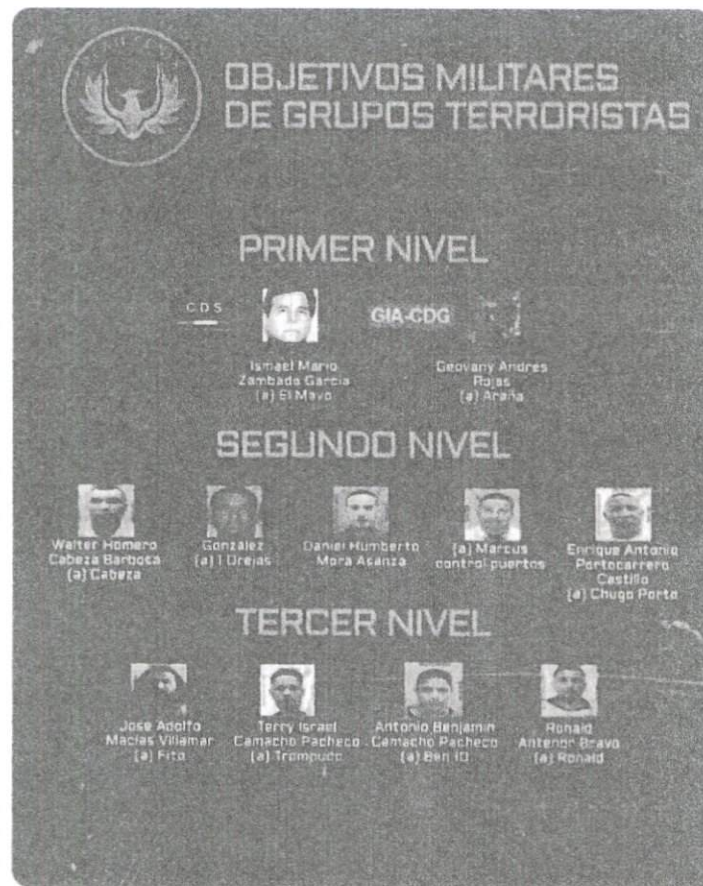 OBJETIVOS MILITARES
DE GRUPOS TERRORISTAS
PRIMER NIVEL
CDS
GIA-CDG
Ismael Mario
Zambada García
(a) El Mayo
Geovany Andres
Rojas
(a) Araña
SEGUNDO NIVEL
Walter Homero
Cabeza Barbosa
(a) Cabeza
González
(a) 1 Orejas
Daniel Humberto
Mora Asanza
(a) Marcus
control puertos
Enrique Antonio
Portocarrero
Castillo
(a) Chugo Porto
TERCER NIVEL
Jose Adolfo
Macías Villamar
(a) Fito
Terry Israel
Camacho Pacheco
(a) Trompudo
Antonio Benjamin
Camacho Pacheco
(a) Ben 10
Ronald
Antenor Bravo
(a) Ronald